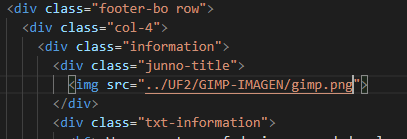 <div class="footer-bo row">
<div class="col-4">
<div class="information">
<div class="junno-title">
<img src="../UF2/GIMP-IMAGEN/gimp.png">
</div>
<div class="txt-information">